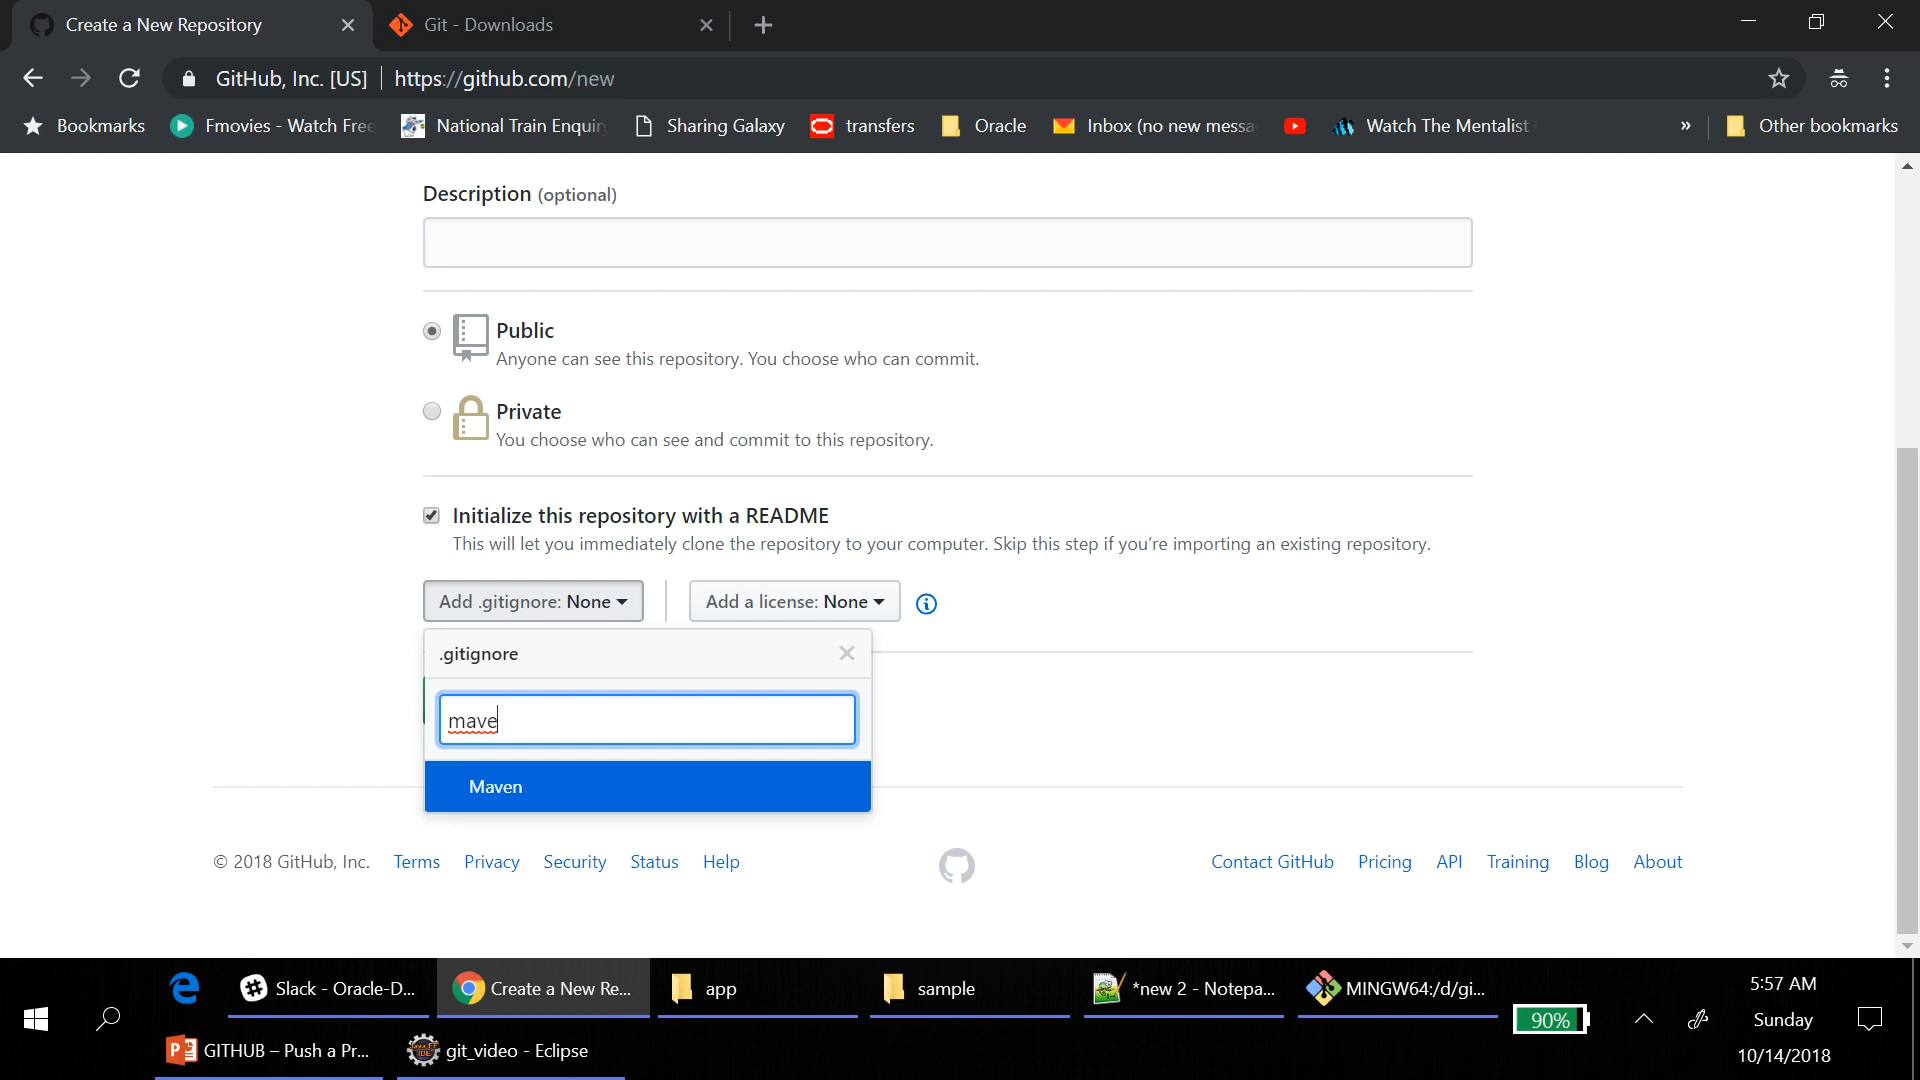 Create a New Repository
Git - Downloads
GitHub, Inc. [US] https://github.com/new
Bookmarks Fmovies - Watch Free National Train Enquir Sharing Galaxy transfers Oracle Inbox (no new messa Watch The Mentalist » Other bookmarks
Description (optional)
Public
Anyone can see this repository. You choose who can commit.
Private
You choose who can see and commit to this repository.
Initialize this repository with a README
This will let you immediately clone the repository to your computer. Skip this step if you're importing an existing repository.
Add .gitignore: None Add a license: None
.gitignore
mave
Maven
© 2018 GitHub, Inc. Terms Privacy Security Status Help Contact GitHub Pricing API Training Blog About
Slack - Oracle-D... Create a New Re... app sample *new 2 - Notepa... MINGW64:/d/gi...
90%
5:57 AM
Sunday
10/14/2018
GITHUB – Push a Pr... git_video - Eclipse